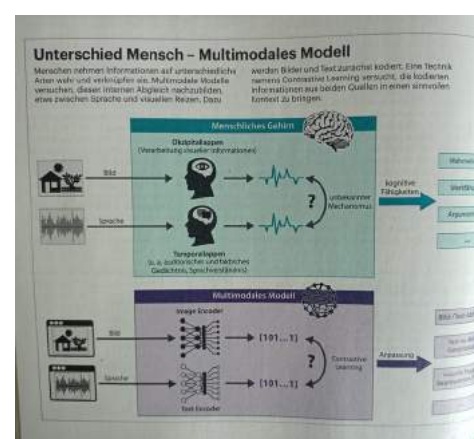 Unterschied Mensch – Multimodales Modell
Menschen nehmen Informationen auf unterschiedliche
Arten wahr und verknüpfen sie. Multimodale Modelle
versuchen, diesen internen Abgleich nachzubilden,
etwa zwischen Sprache und visuellen Reizen. Dazu
werden Bilder und Text zunächst kodiert. Eine Technik
namens Contrastive Learning versucht, die kodierten
Informationen aus beiden Quellen in einen sinnvollen
Kontext zu bringen.
Menschliches Gehirn
Okzipitallappen
(Verarbeitung visueller Informationen)
Bild
Sprache
?
unbekannter
Mechanismus
kognitive
Fähigkeiten
Temporallappen
(u. a. auditorisches und faktisches
Gedächtnis, Sprachverständnis)
Multimodales Modell
Image Encoder
Bild
[101...1]
?
Contrastive
Learning
Anpassung
Sprache
[101...1]
Text Encoder